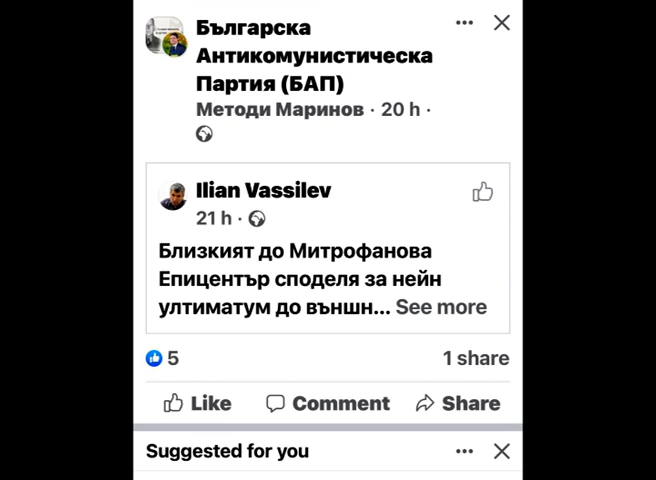 Българска
Антикомунистическа
Партия (БАП)
Методи Маринов · 20 h ·
Ilian Vassilev
21 h ·
Близкият до Митрофанова
Епицентър споделя за нейн
ултиматум до външн... See more
5
1 share
Like Comment Share
Suggested for you